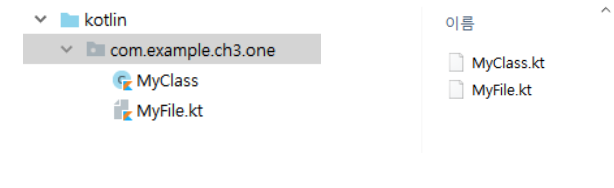 kotlin
com.example.ch3.one
MyClass
MyFile.kt
이름
MyClass.kt
MyFile.kt